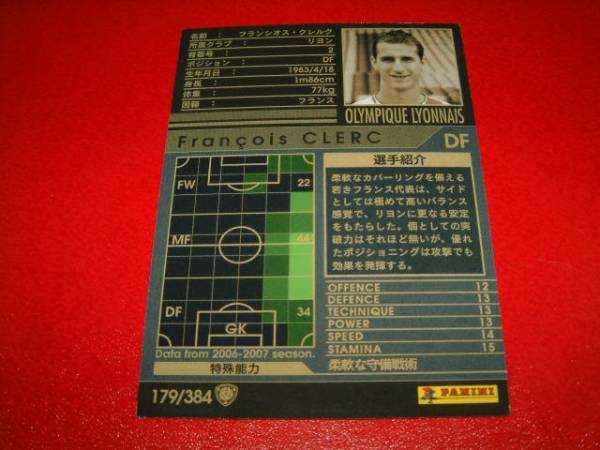 名前 : フランシオス・クレルク
所属クラブ : リヨン
背番号 : 2
ポジション : DF
生年月日 : 1983/4/18
身長 : 1m86cm
体重 : 77kg
国籍 : フランス
OLYMPIQUE LYONNAIS
François CLERC DF
FW 22
MF 44
DF 34
GK
Data from 2006-2007 season.
特殊能力
選手紹介
柔軟なカバーリングを備える
若きフランス代表は、サイド
としては極めて高いバランス
感覚で、リヨンに更なる安定
をもたらした。個としての突
破力はそれほど無いが、優れ
たポジショニングは攻撃でも
効果を発揮する。
OFFENCE 12
DEFENCE 13
TECHNIQUE 13
POWER 13
SPEED 14
STAMINA 15
柔軟な守備戦術
179/384
PANINI